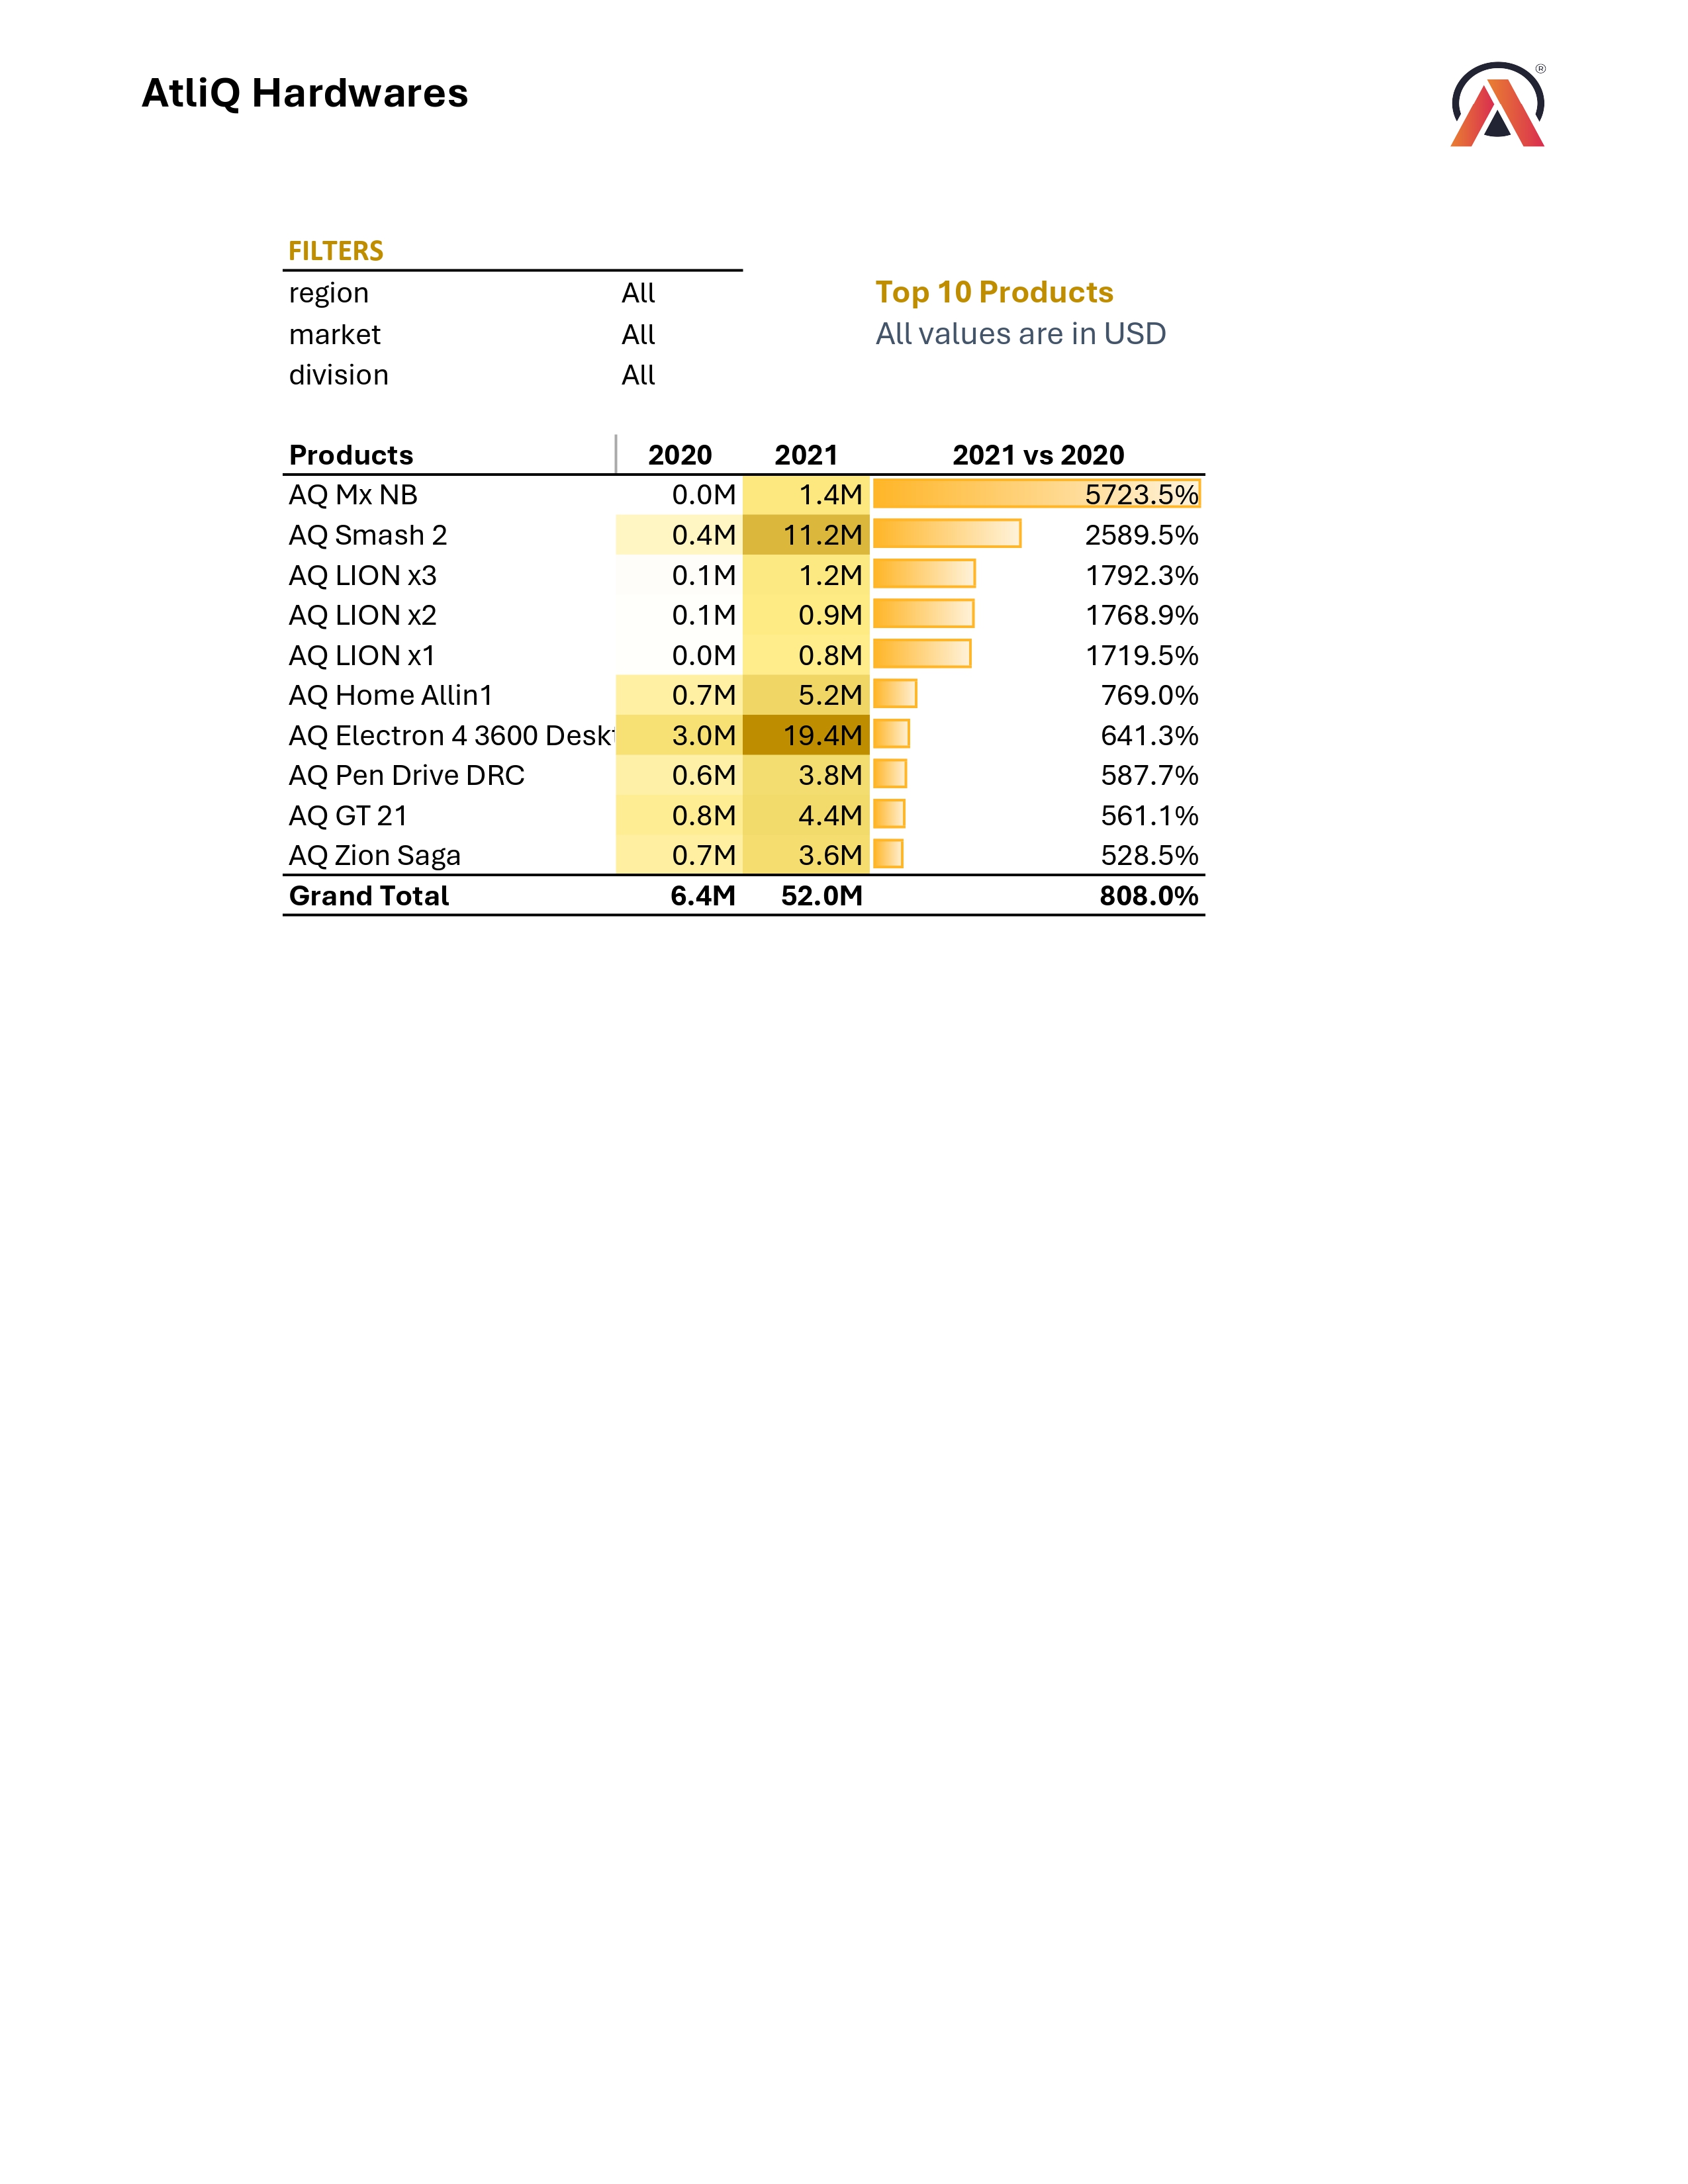 AtliQ Hardwares
®
FILTERS
region All
market All
division All
Top 10 Products
All values are in USD
Products 2020 2021 2021 vs 2020
AQ Mx NB 0.0M 1.4M 5723.5%
AQ Smash 2 0.4M 11.2M 2589.5%
AQ LION x3 0.1M 1.2M 1792.3%
AQ LION x2 0.1M 0.9M 1768.9%
AQ LION x1 0.0M 0.8M 1719.5%
AQ Home Allin1 0.7M 5.2M 769.0%
AQ Electron 4 3600 Deskt 3.0M 19.4M 641.3%
AQ Pen Drive DRC 0.6M 3.8M 587.7%
AQ GT 21 0.8M 4.4M 561.1%
AQ Zion Saga 0.7M 3.6M 528.5%
Grand Total 6.4M 52.0M 808.0%